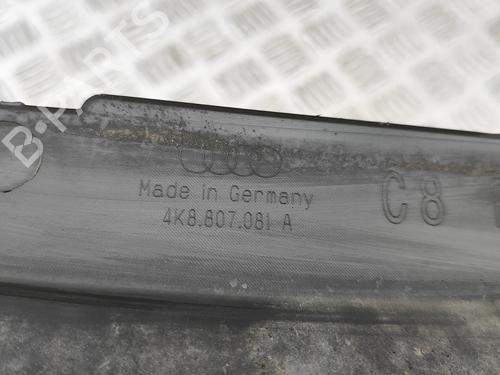 B-PARTS
Made in Germany
4K8.807.081 A
C8